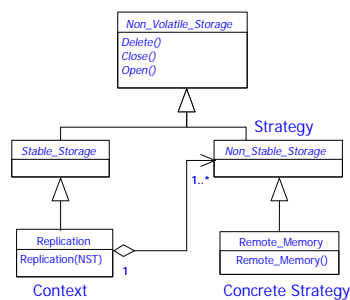 Non_Volatile_Storage
Delete()
Close()
Open()
Strategy
Stable_Storage
Non_Stable_Storage
1..*
Replication
Replication(NST)
1
Remote_Memory
Remote_Memory()
Context
Concrete Strategy